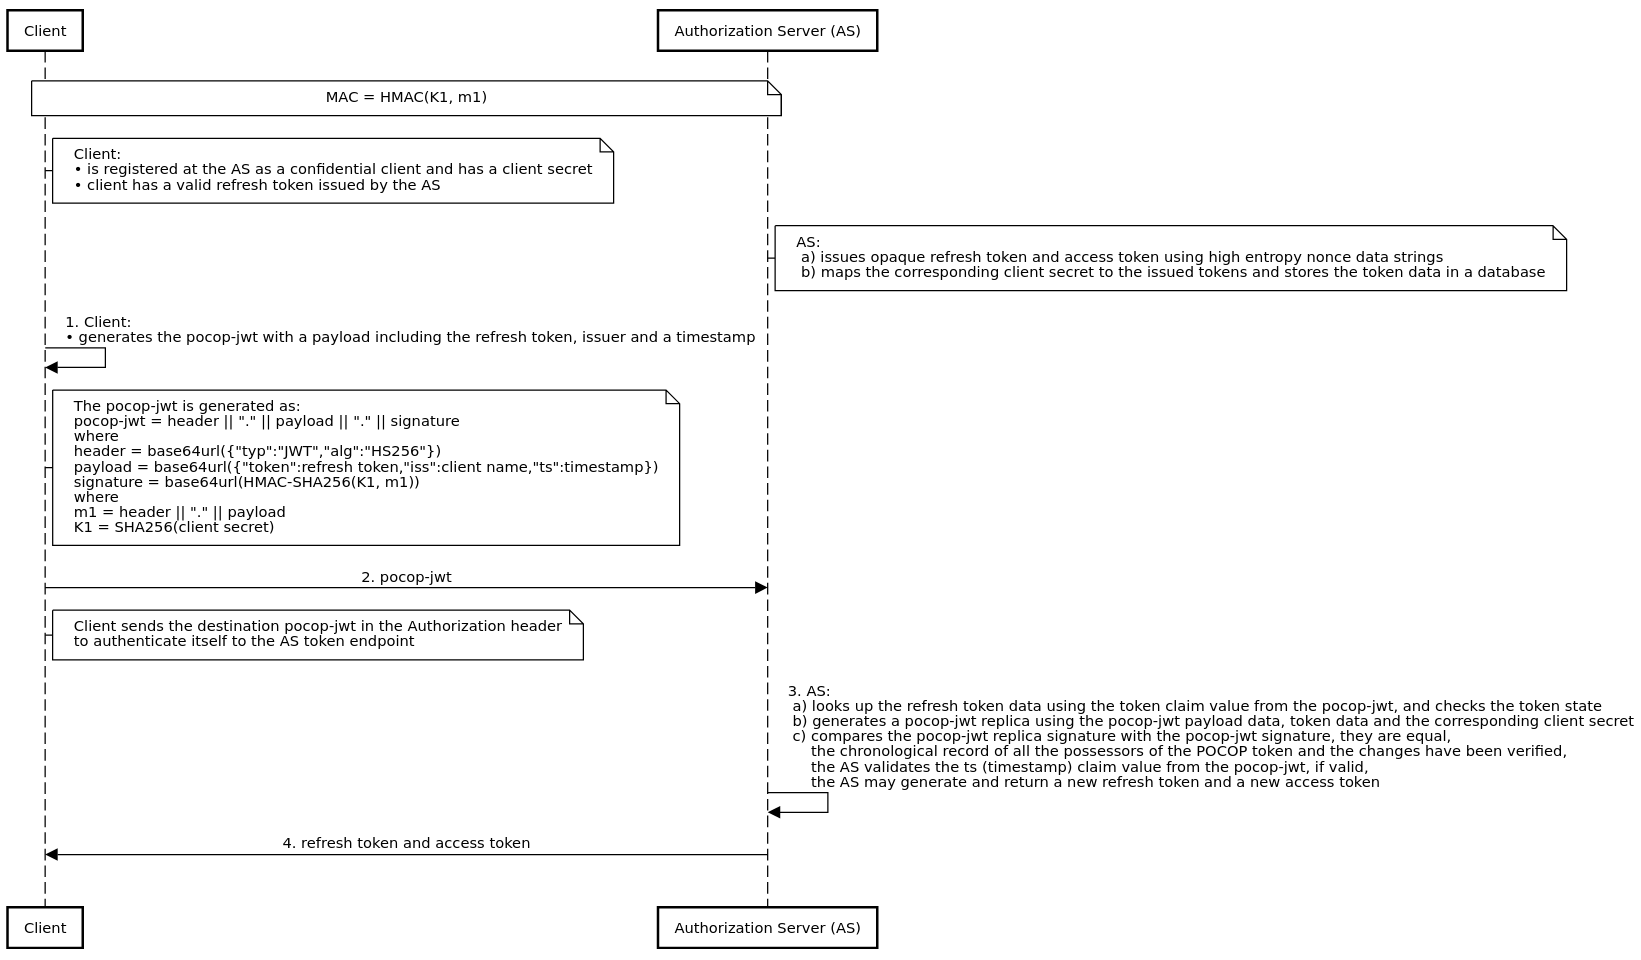 Client
Authorization Server (AS)
MAC = HMAC(K1, m1)
Client:
• is registered at the AS as a confidential client and has a client secret
• client has a valid refresh token issued by the AS
AS:
a) issues opaque refresh token and access token using high entropy nonce data strings
b) maps the corresponding client secret to the issued tokens and stores the token data in a database
1. Client:
• generates the pocop-jwt with a payload including the refresh token, issuer and a timestamp
The pocop-jwt is generated as:
pocop-jwt = header || "." || payload || "." || signature
where
header = base64url({"typ":"JWT","alg":"HS256"})
payload = base64url({"token":refresh token,"iss":client name,"ts":timestamp})
signature = base64url(HMAC-SHA256(K1, m1))
where
m1 = header || "." || payload
K1 = SHA256(client secret)
2. pocop-jwt
Client sends the destination pocop-jwt in the Authorization header
to authenticate itself to the AS token endpoint
3. AS:
a) looks up the refresh token data using the token claim value from the pocop-jwt, and checks the token state
b) generates a pocop-jwt replica using the pocop-jwt payload data, token data and the corresponding client secret
c) compares the pocop-jwt replica signature with the pocop-jwt signature, they are equal,
the chronological record of all the possessors of the POCOP token and the changes have been verified,
the AS validates the ts (timestamp) claim value from the pocop-jwt, if valid,
the AS may generate and return a new refresh token and a new access token
4. refresh token and access token
Client
Authorization Server (AS)